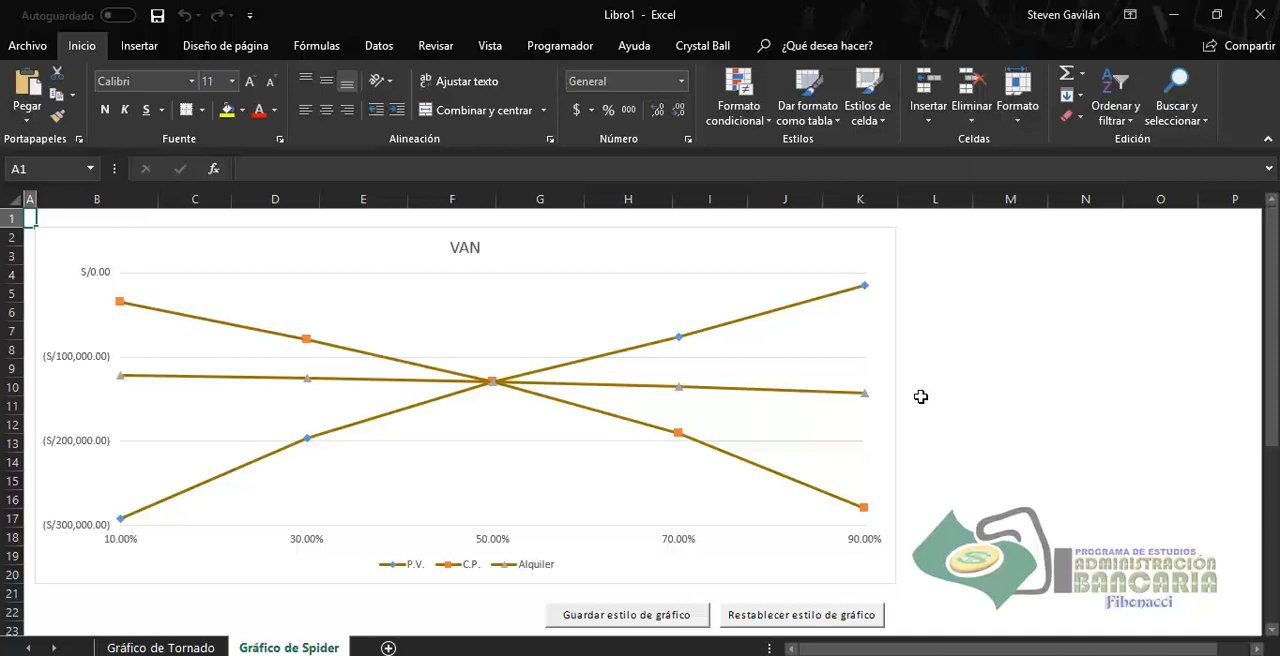 Autoguardado
Libro1 - Excel
Steven Gavilán
Archivo Inicio Insertar Diseño de página Fórmulas Datos Revisar Vista Programador Ayuda Crystal Ball ¿Qué desea hacer? Compartir
Pegar
Calibri 11
N K S
Ajustar texto
Combinar y centrar
General
$ % 000
Formato condicional
Dar formato como tabla
Estilos de celda
Insertar Eliminar Formato
Ordenar y filtrar
Buscar y seleccionar
Portapapeles Fuente Alineación Número Estilos Celdas Edición
A1 fx
A B C D E F G H I J K L M N O P
1
2
3
4
5
6
7
8
9
10
11
12
13
14
15
16
17
18
19
20
21
22
23
VAN
S/0.00
(S/100,000.00)
(S/200,000.00)
(S/300,000.00)
10.00% 30.00% 50.00% 70.00% 90.00%
P.V. C.P. Alquiler
PROGRAMA DE ESTUDIOS
ADMINISTRACIÓN
BANCARIA
Fibonacci
Guardar estilo de gráfico Restablecer estilo de gráfico
Gráfico de Tornado Gráfico de Spider